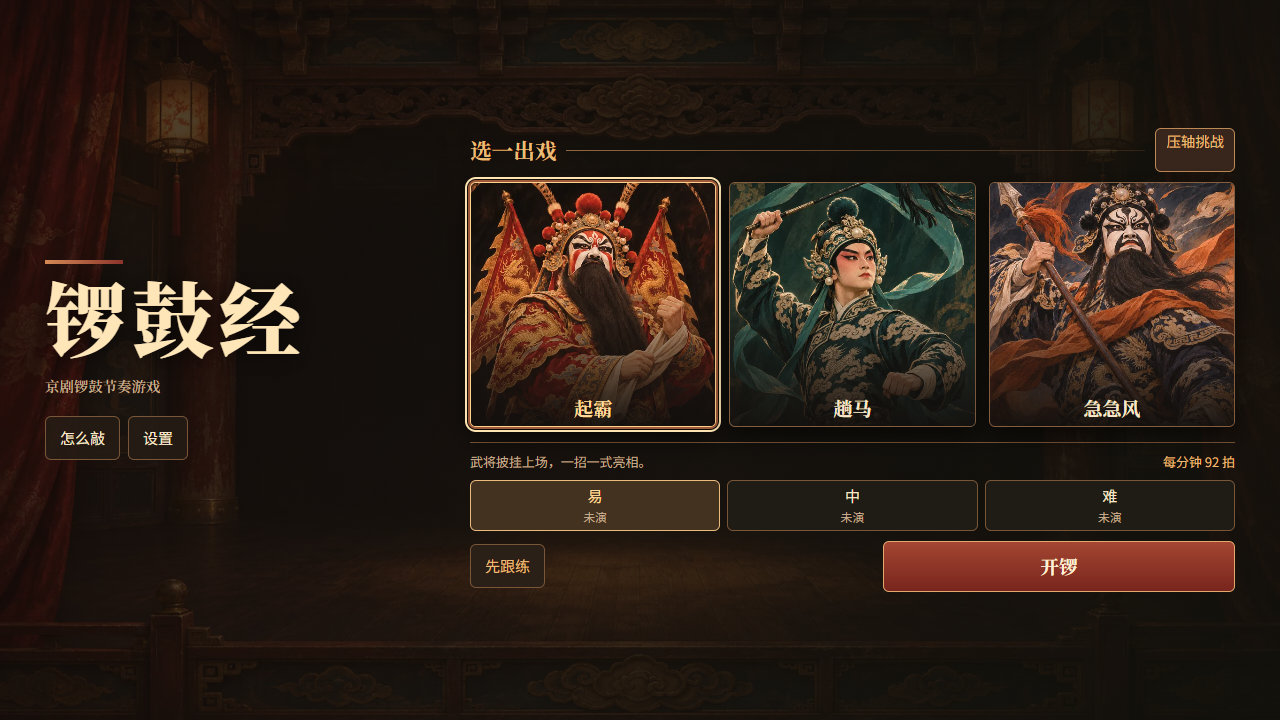 锣鼓经
京剧锣鼓节奏游戏
怎么敲
设置
选一出戏
压轴挑战
起霸
趟马
急急风
武将披挂上场，一招一式亮相。
每分钟 92 拍
易
未演
中
未演
难
未演
先跟练
开锣